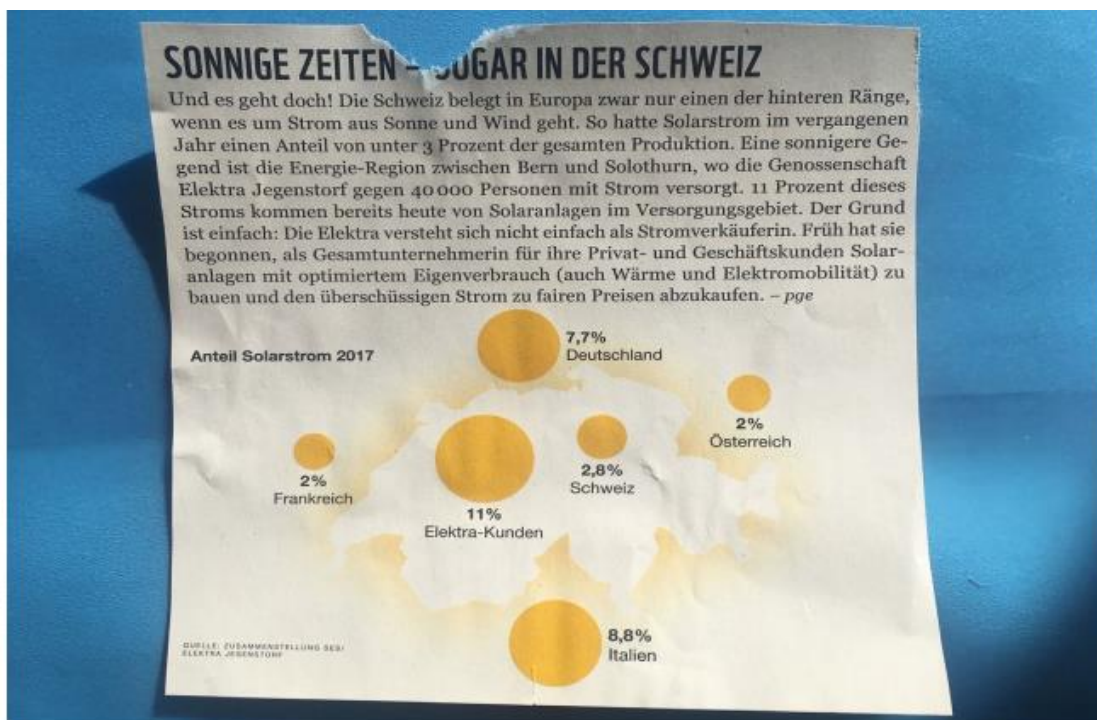 SONNIGE ZEITEN – SOGAR IN DER SCHWEIZ
Und es geht doch! Die Schweiz belegt in Europa zwar nur einen der hinteren Ränge,
wenn es um Strom aus Sonne und Wind geht. So hatte Solarstrom im vergangenen
Jahr einen Anteil von unter 3 Prozent der gesamten Produktion. Eine sonnigere Ge-
gend ist die Energie-Region zwischen Bern und Solothurn, wo die Genossenschaft
Elektra Jegenstorf gegen 40 000 Personen mit Strom versorgt. 11 Prozent dieses
Stroms kommen bereits heute von Solaranlagen im Versorgungsgebiet. Der Grund
ist einfach: Die Elektra versteht sich nicht einfach als Stromverkäuferin. Früh hat sie
begonnen, als Gesamtunternehmerin für ihre Privat- und Geschäftskunden Solar-
anlagen mit optimiertem Eigenverbrauch (auch Wärme und Elektromobilität) zu
bauen und den überschüssigen Strom zu fairen Preisen abzukaufen. – pge
Anteil Solarstrom 2017
7,7%
Deutschland
2%
Österreich
2%
Frankreich
11%
Elektra-Kunden
2,8%
Schweiz
8,8%
Italien
QUELLE: ZUSAMMENSTELLUNG SES/
ELEKTRA JEGENSTORF